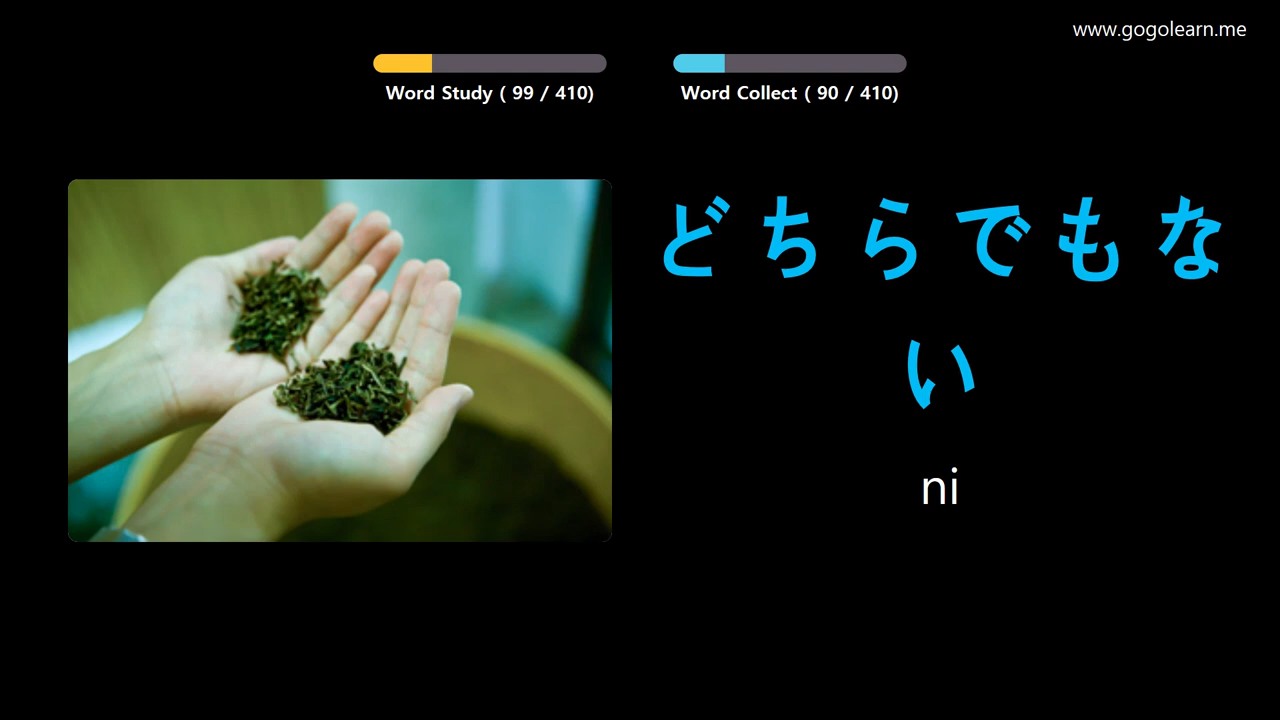 www.gogolearn.me
Word Study ( 99 / 410)
Word Collect ( 90 / 410)
どちらでもな
い
ni